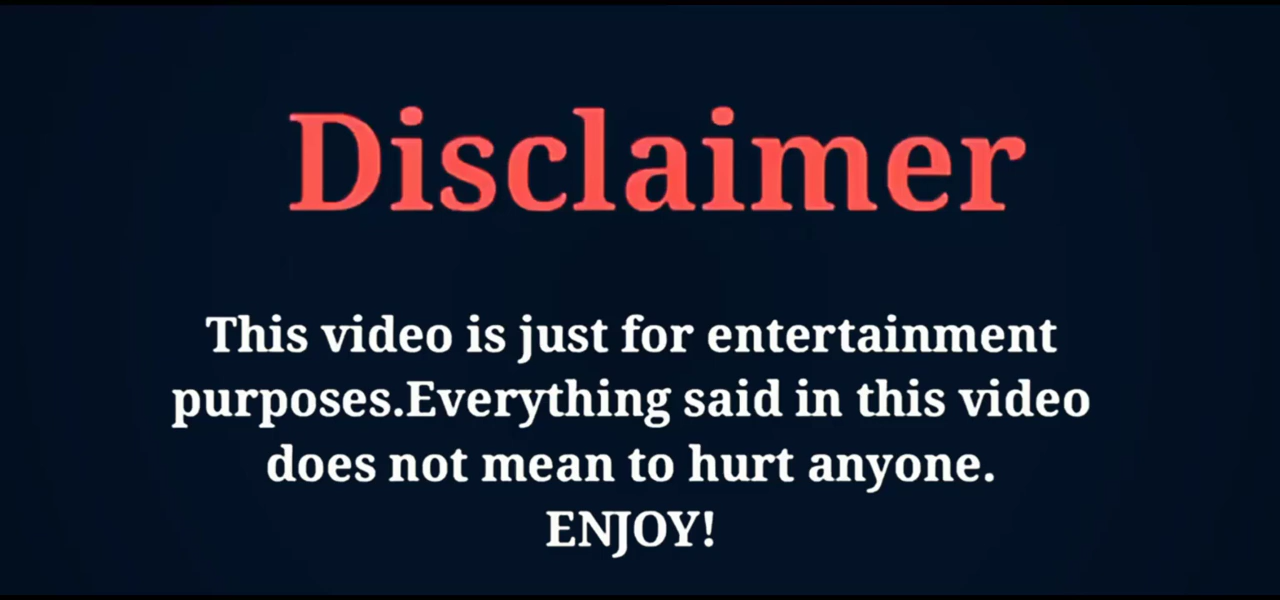 Disclaimer
This video is just for entertainment
purposes.Everything said in this video
does not mean to hurt anyone.
ENJOY!